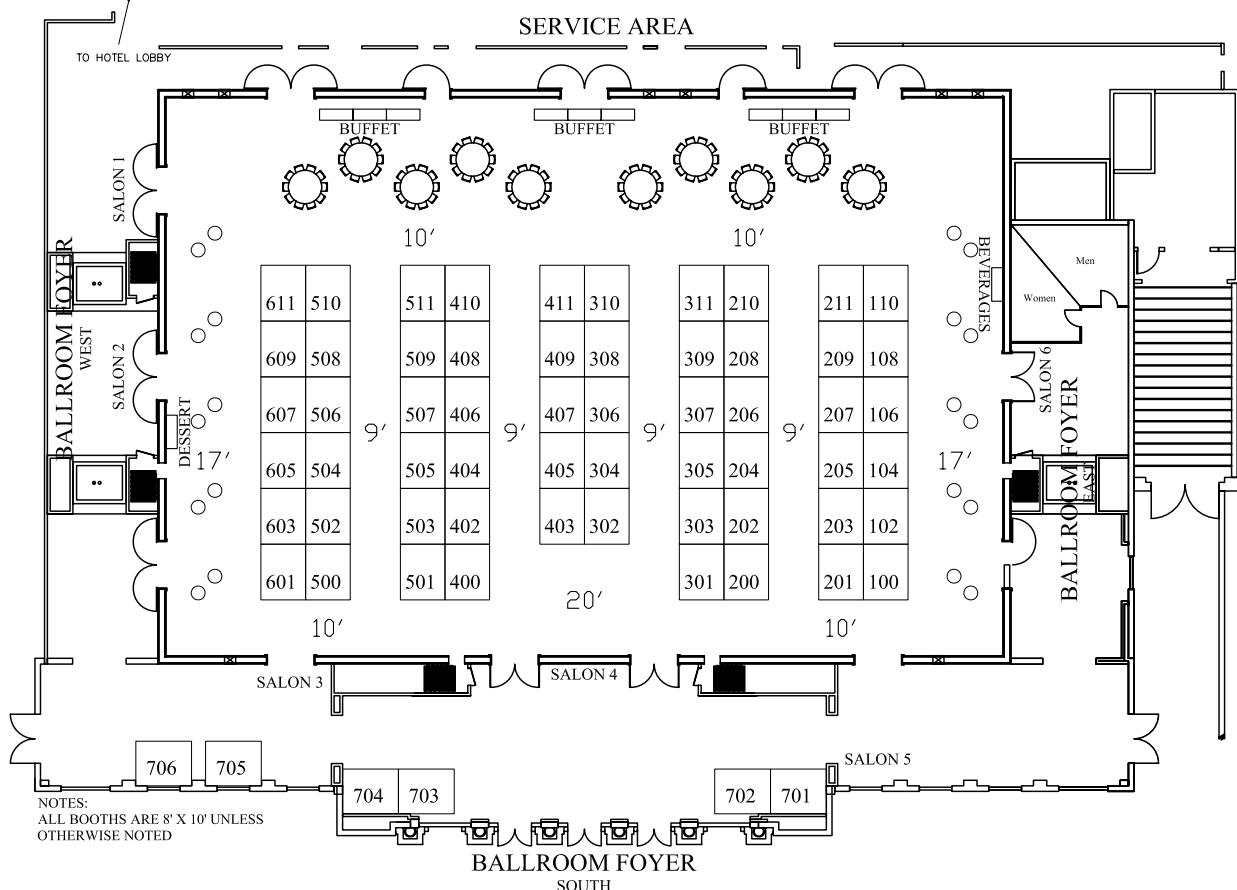 SERVICE AREA
TO HOTEL LOBBY
BUFFET
BUFFET
BUFFET
SALON 1
10′
10′
BALLROOM FOYER
WEST
BEVERAGES
Men
Women
611 510
511 410
411 310
311 210
211 110
609 508
509 408
409 308
309 208
209 108
SALON 2
SALON 6
607 506
507 406
407 306
307 206
207 106
DESSERT
9′
9′
9′
9′
17′
17′
605 504
505 404
405 304
305 204
205 104
BALLROOM FOYER
EAST
603 502
503 402
403 302
303 202
203 102
601 500
501 400
301 200
201 100
20′
10′
10′
SALON 3
SALON 4
SALON 5
706
705
704
703
702
701
NOTES:
ALL BOOTHS ARE 8' X 10' UNLESS
OTHERWISE NOTED
BALLROOM FOYER
SOUTH